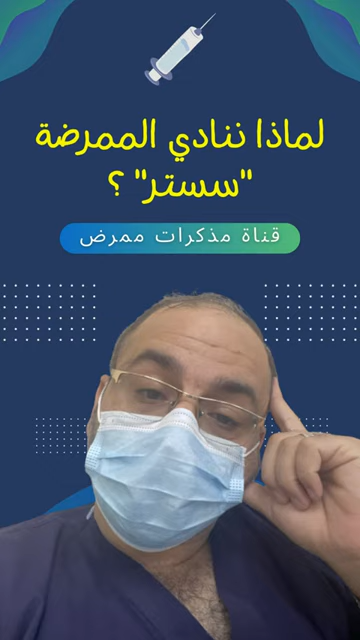 لماذا ننادي الممرضة
"سستر" ؟
قناة مذكرات ممرض